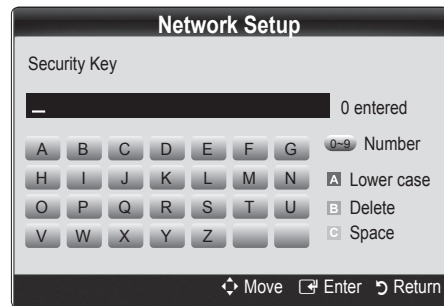 Network Setup
Security Key
_ 0 entered
A B C D E F G 0~9 Number
H I J K L M N A Lower case
O P Q R S T U B Delete
V W X Y Z C Space
Move Enter Return